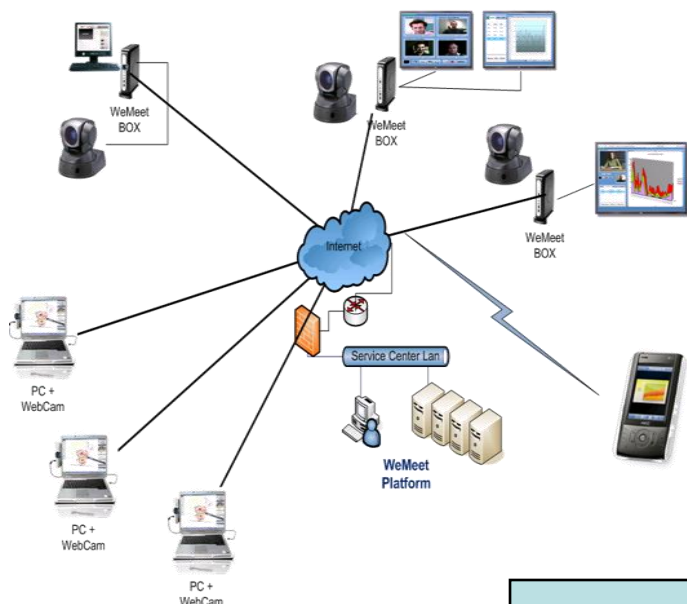 WeMeet
BOX
WeMeet
BOX
WeMeet
BOX
Internet
Service Center Lan
PC +
WebCam
WeMeet
Platform
PC +
WebCam
PC +
WebCam